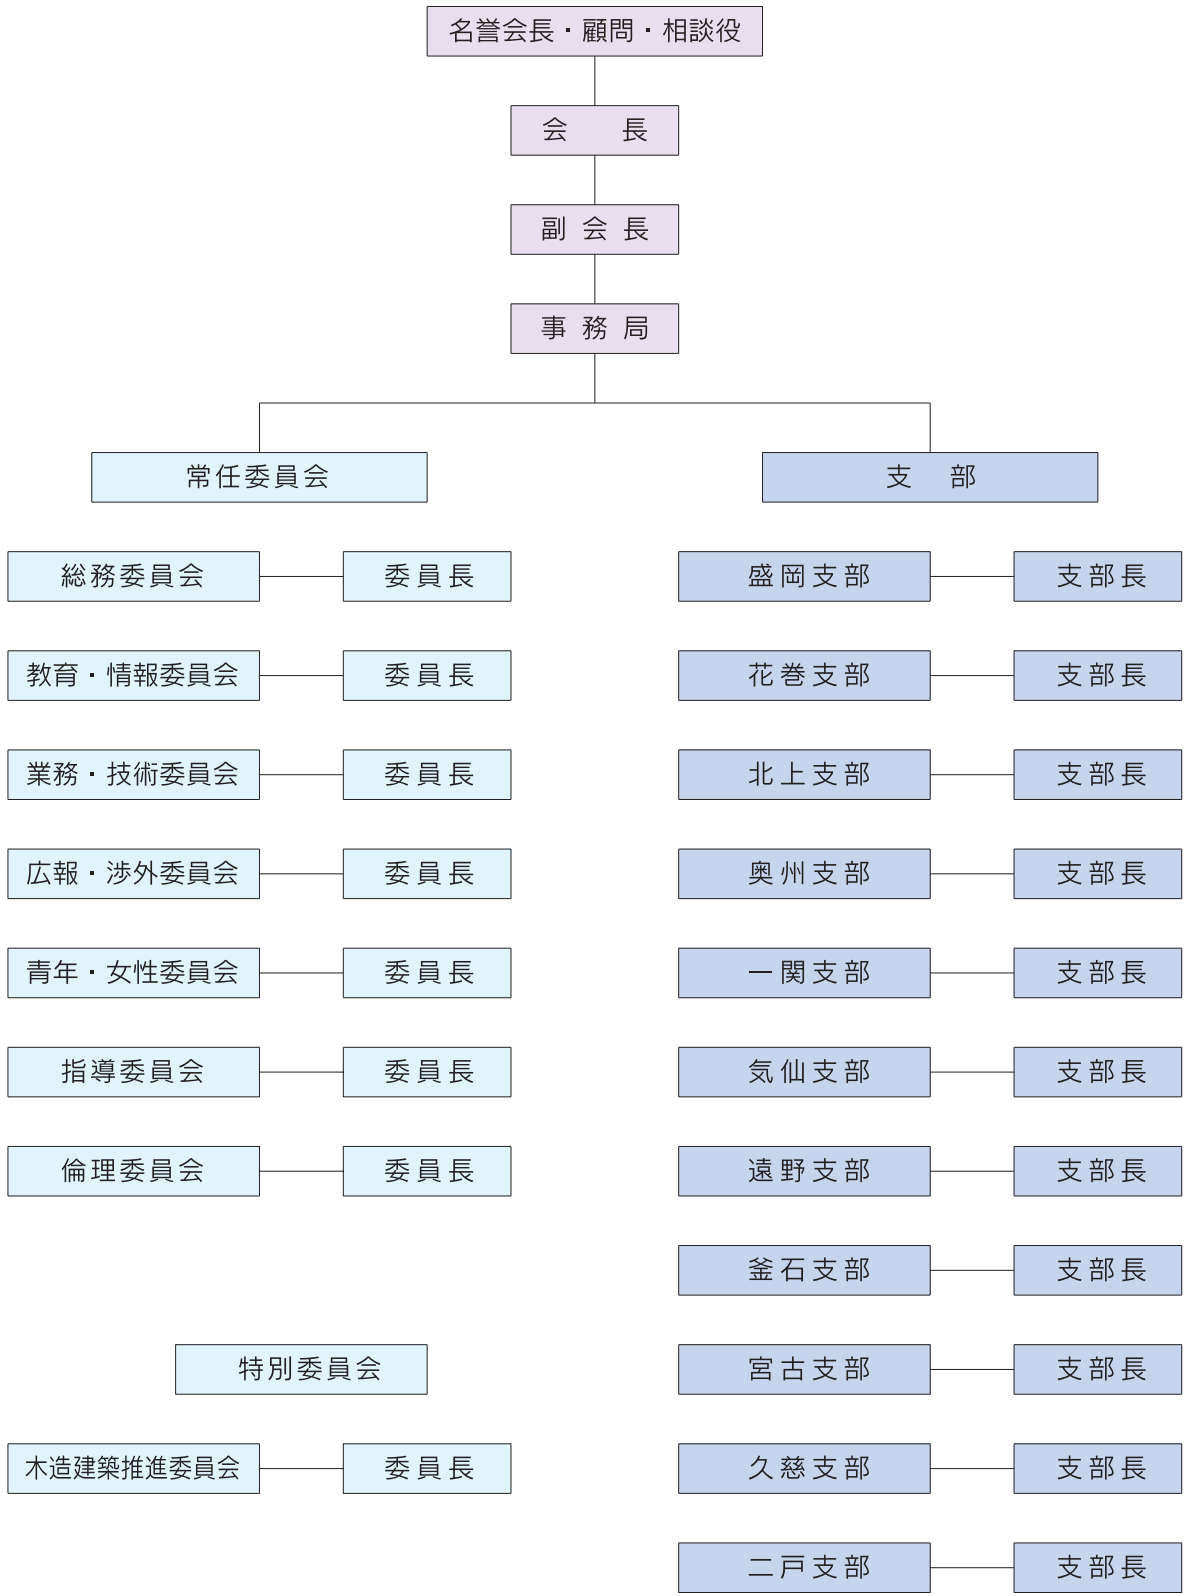 名誉会長・顧問・相談役
会長
副会長
事務局
常任委員会
総務委員会 委員長
教育・情報委員会 委員長
業務・技術委員会 委員長
広報・渉外委員会 委員長
青年・女性委員会 委員長
指導委員会 委員長
倫理委員会 委員長
特別委員会
木造建築推進委員会 委員長
支部
盛岡支部 支部長
花巻支部 支部長
北上支部 支部長
奥州支部 支部長
一関支部 支部長
気仙支部 支部長
遠野支部 支部長
釜石支部 支部長
宮古支部 支部長
久慈支部 支部長
二戸支部 支部長